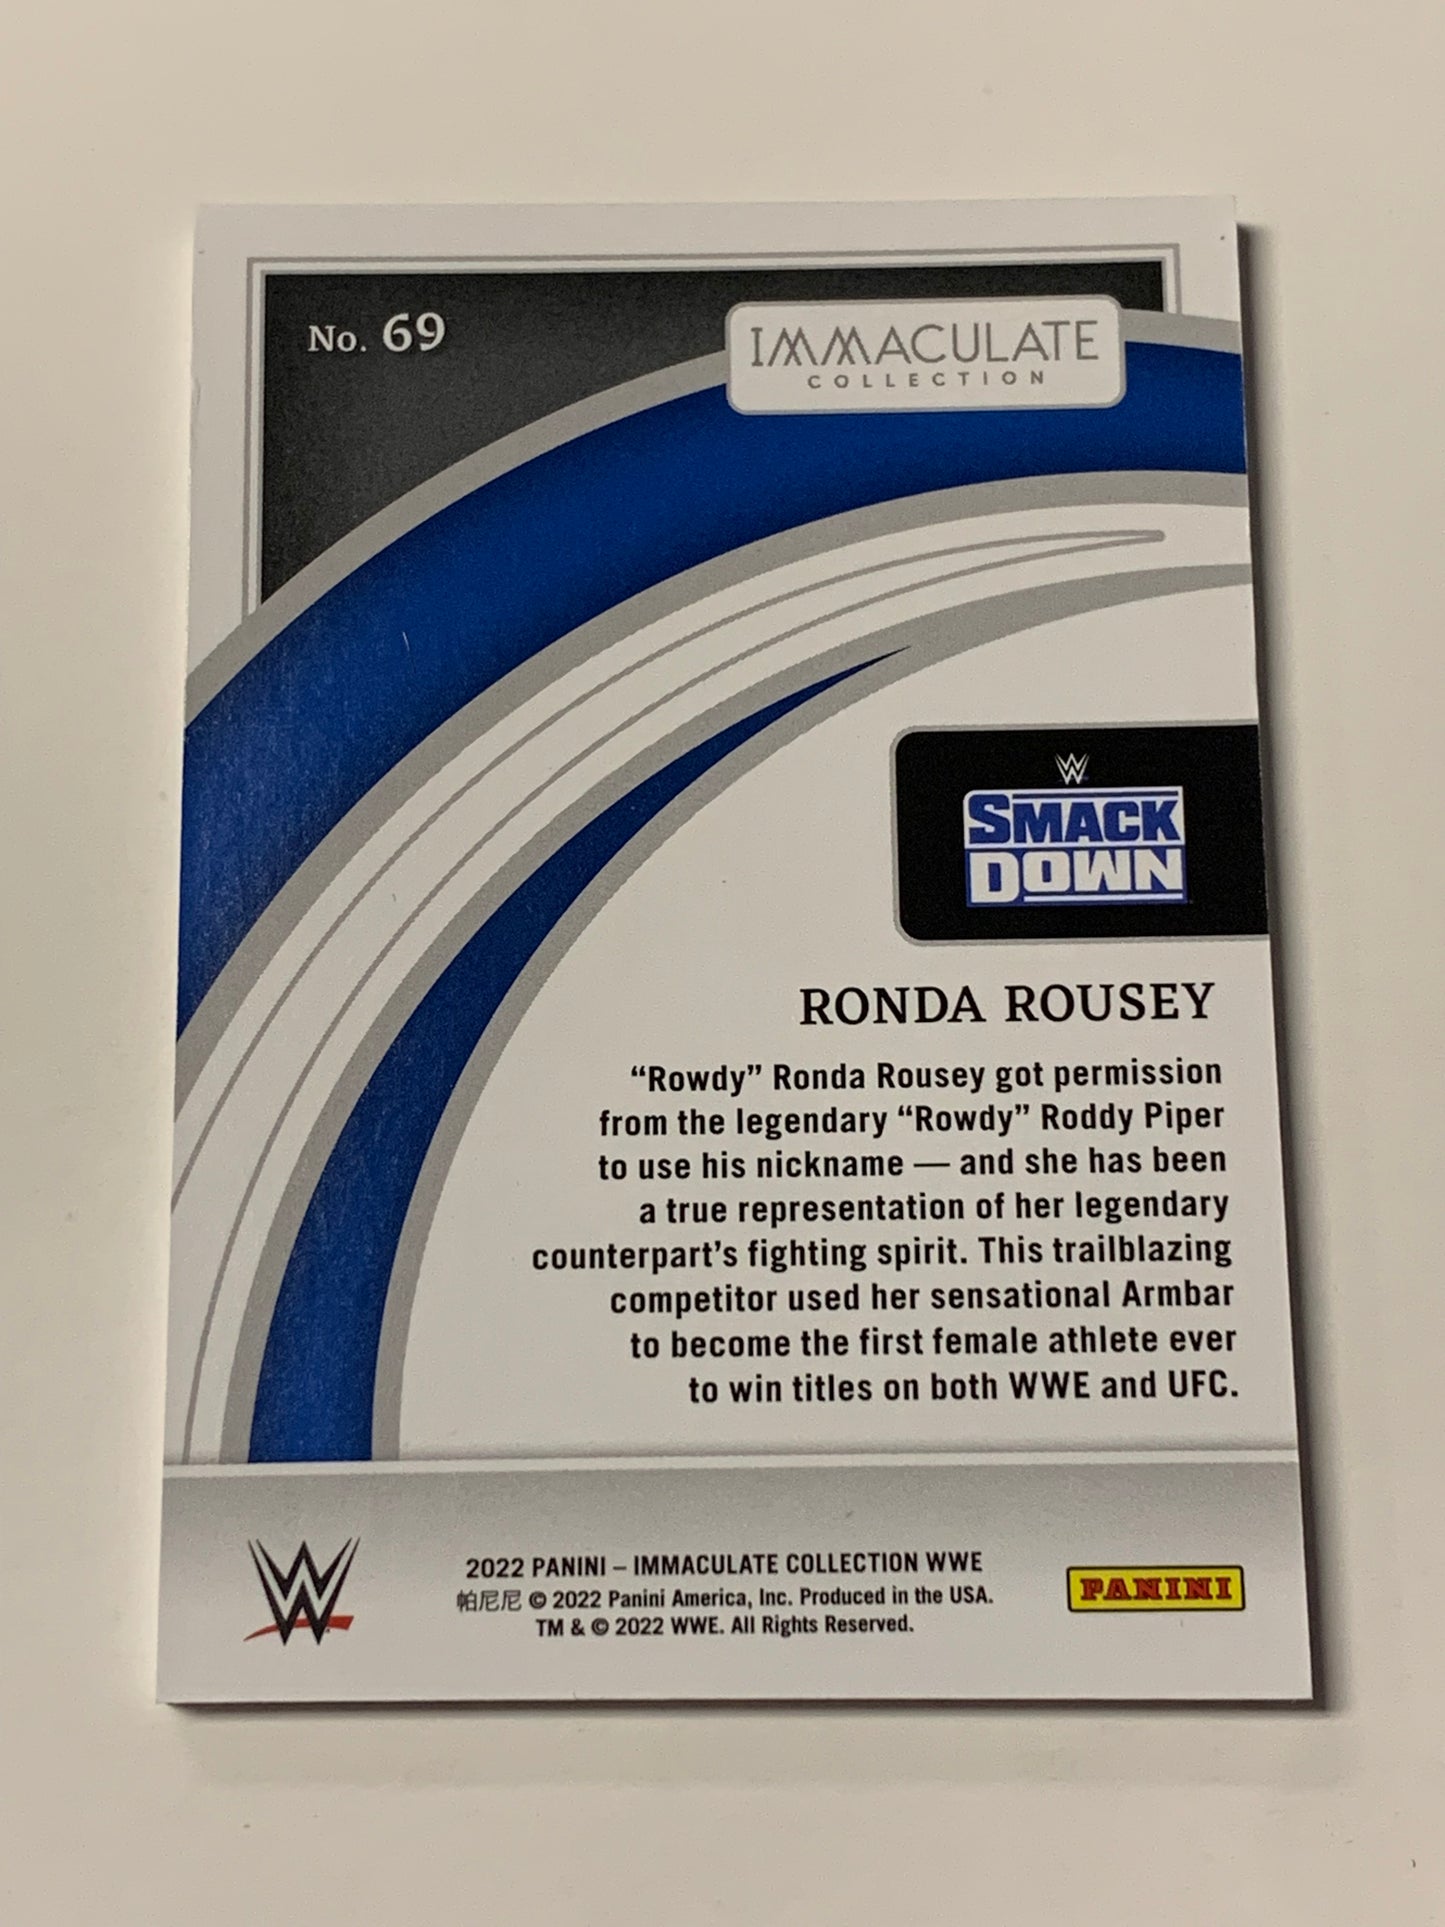 No. 69
IMMACULATE
COLLECTION
W
SMACK
DOWN
RONDA ROUSEY
“Rowdy” Ronda Rousey got permission
from the legendary “Rowdy” Roddy Piper
to use his nickname — and she has been
a true representation of her legendary
counterpart’s fighting spirit. This trailblazing
competitor used her sensational Armbar
to become the first female athlete ever
to win titles on both WWE and UFC.
W
2022 PANINI – IMMACULATE COLLECTION WWE
帕尼尼 © 2022 Panini America, Inc. Produced in the USA.
TM & © 2022 WWE. All Rights Reserved.
PANINI